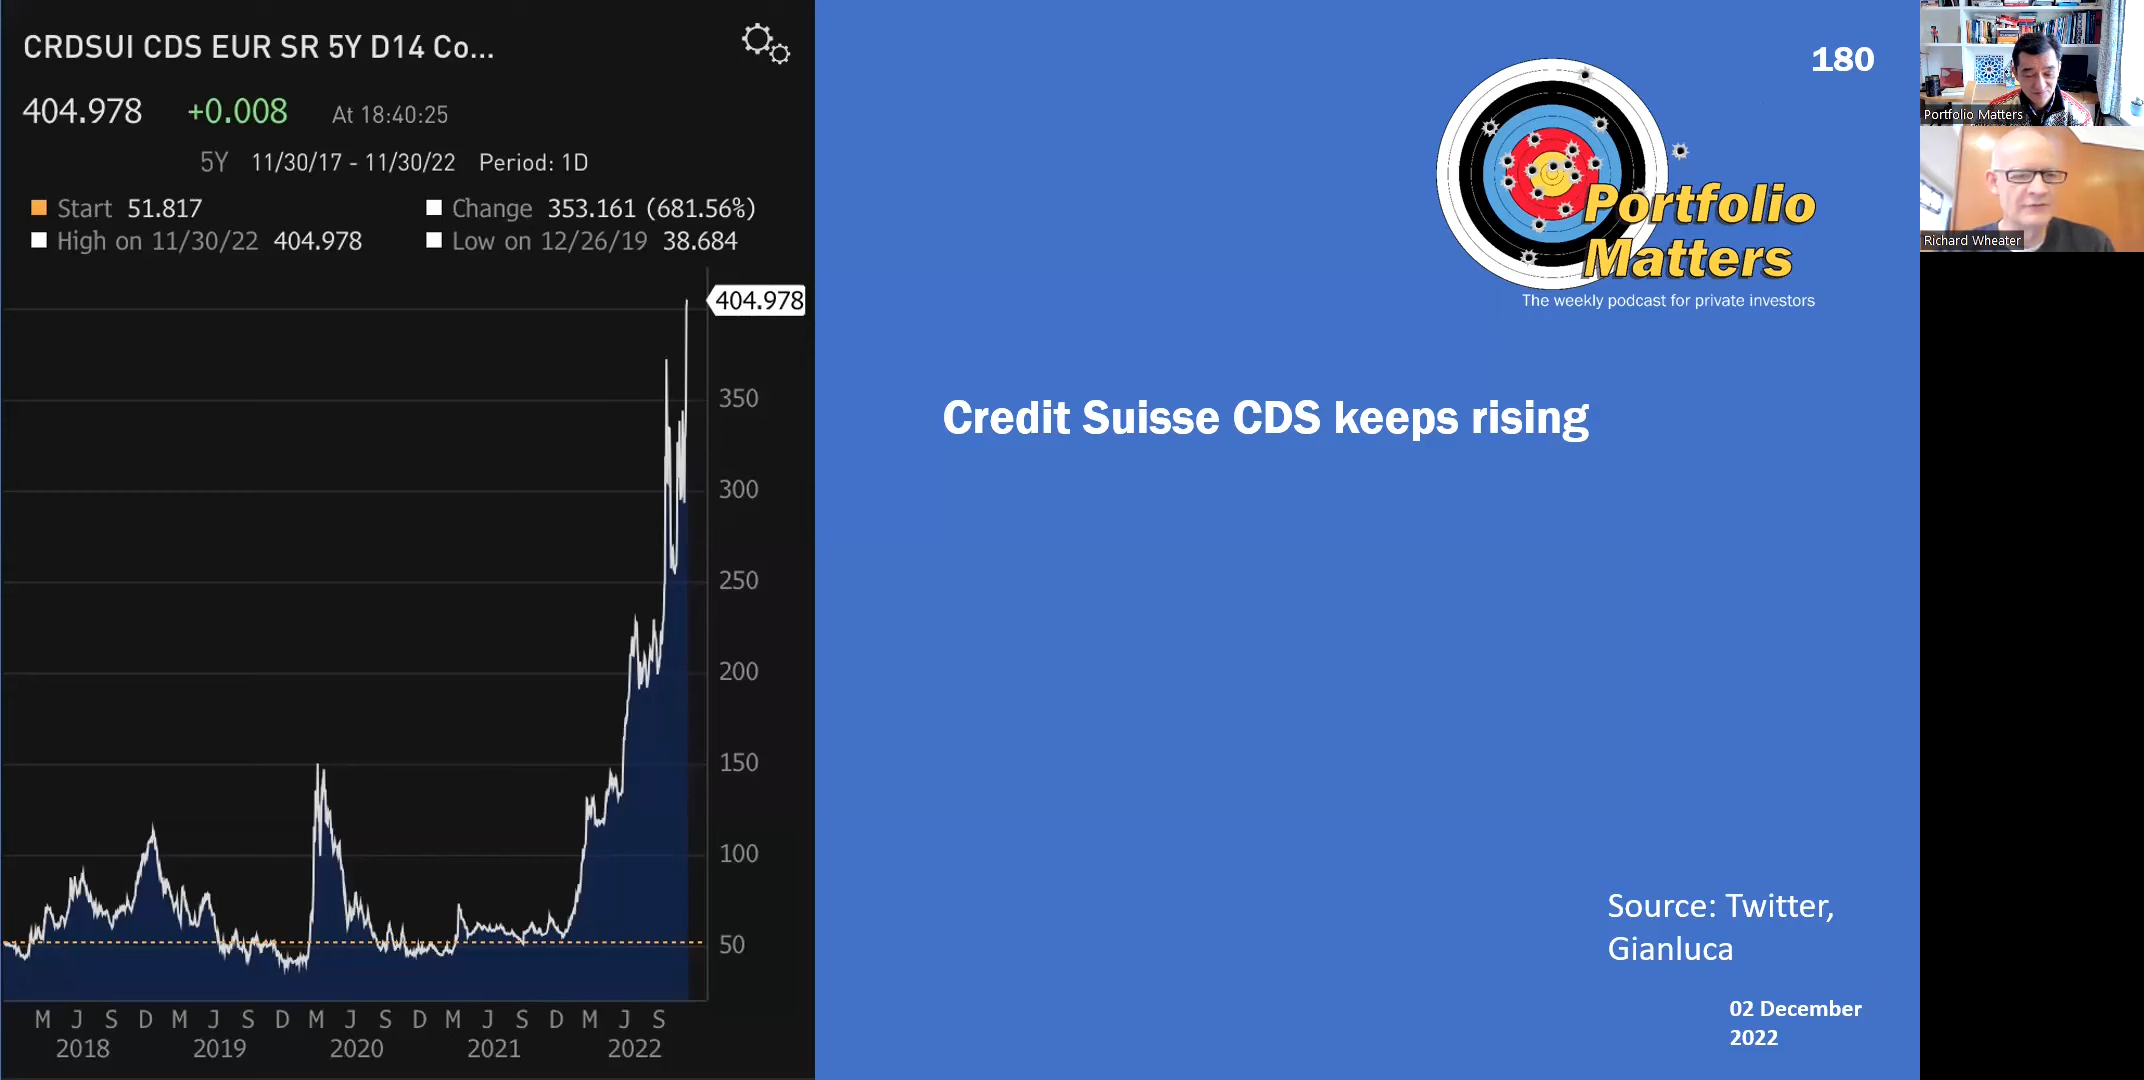 CRDSUI CDS EUR SR 5Y D14 Co...
404.978 +0.008 At 18:40:25
5Y 11/30/17 - 11/30/22 Period: 1D
Start 51.817 Change 353.161 (681.56%)
High on 11/30/22 404.978 Low on 12/26/19 38.684
404.978
350
300
250
200
150
100
50
M J S D M J S D M J S D M J S D M J S
2018 2019 2020 2021 2022
180
Portfolio
Matters
The weekly podcast for private investors
Credit Suisse CDS keeps rising
Source: Twitter,
Gianluca
02 December
2022
Portfolio Matters
Richard Wheater